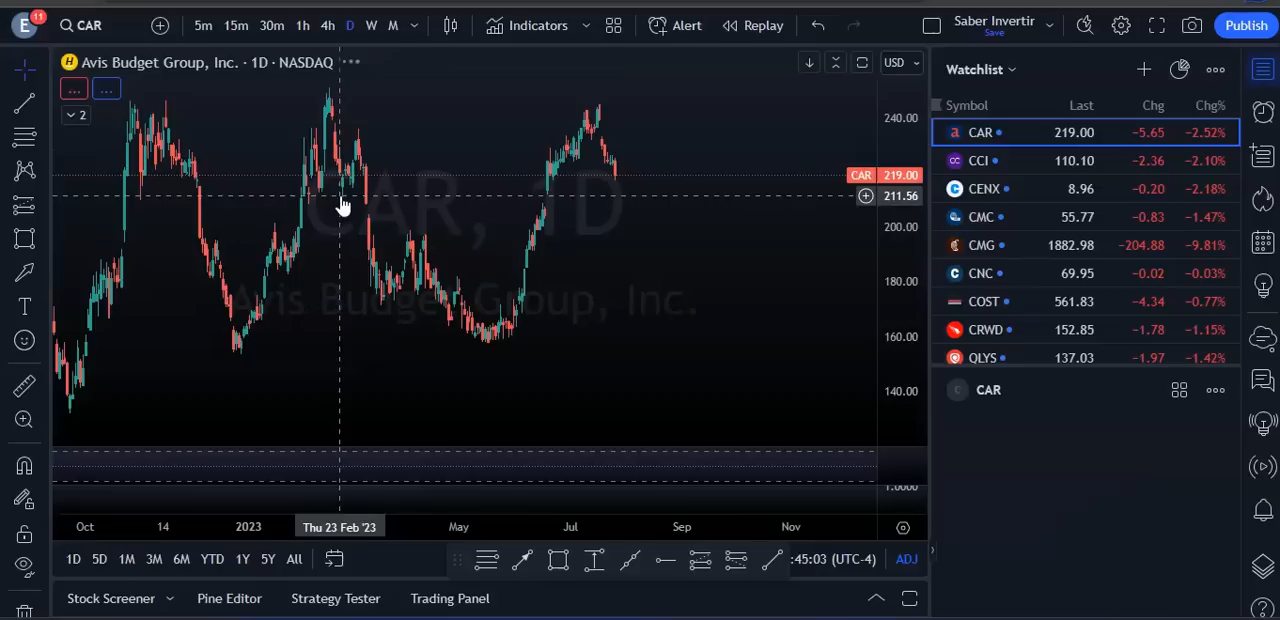 E 11 CAR 5m 15m 30m 1h 4h D W M Indicators Alert Replay Saber Invertir Save Publish
H Avis Budget Group, Inc. · 1D · NASDAQ ••• USD
... ...
2
CAR, 1D
Avis Budget Group, Inc.
240.00
CAR 219.00
211.56
200.00
180.00
160.00
140.00
1.0000
Oct 14 2023 Thu 23 Feb '23 May Jul Sep Nov
1D 5D 1M 3M 6M YTD 1Y 5Y All :45:03 (UTC-4) ADJ
Stock Screener Pine Editor Strategy Tester Trading Panel
Watchlist
Symbol Last Chg Chg%
a CAR 219.00 −5.65 −2.52%
CC CCI 110.10 −2.36 −2.10%
CENX 8.96 −0.20 −2.18%
CMC 55.77 −0.83 −1.47%
CMG 1882.98 −204.88 −9.81%
CNC 69.95 −0.02 −0.03%
COST 561.83 −4.34 −0.77%
CRWD 152.85 −1.78 −1.15%
QLYS 137.03 −1.97 −1.42%
C CAR